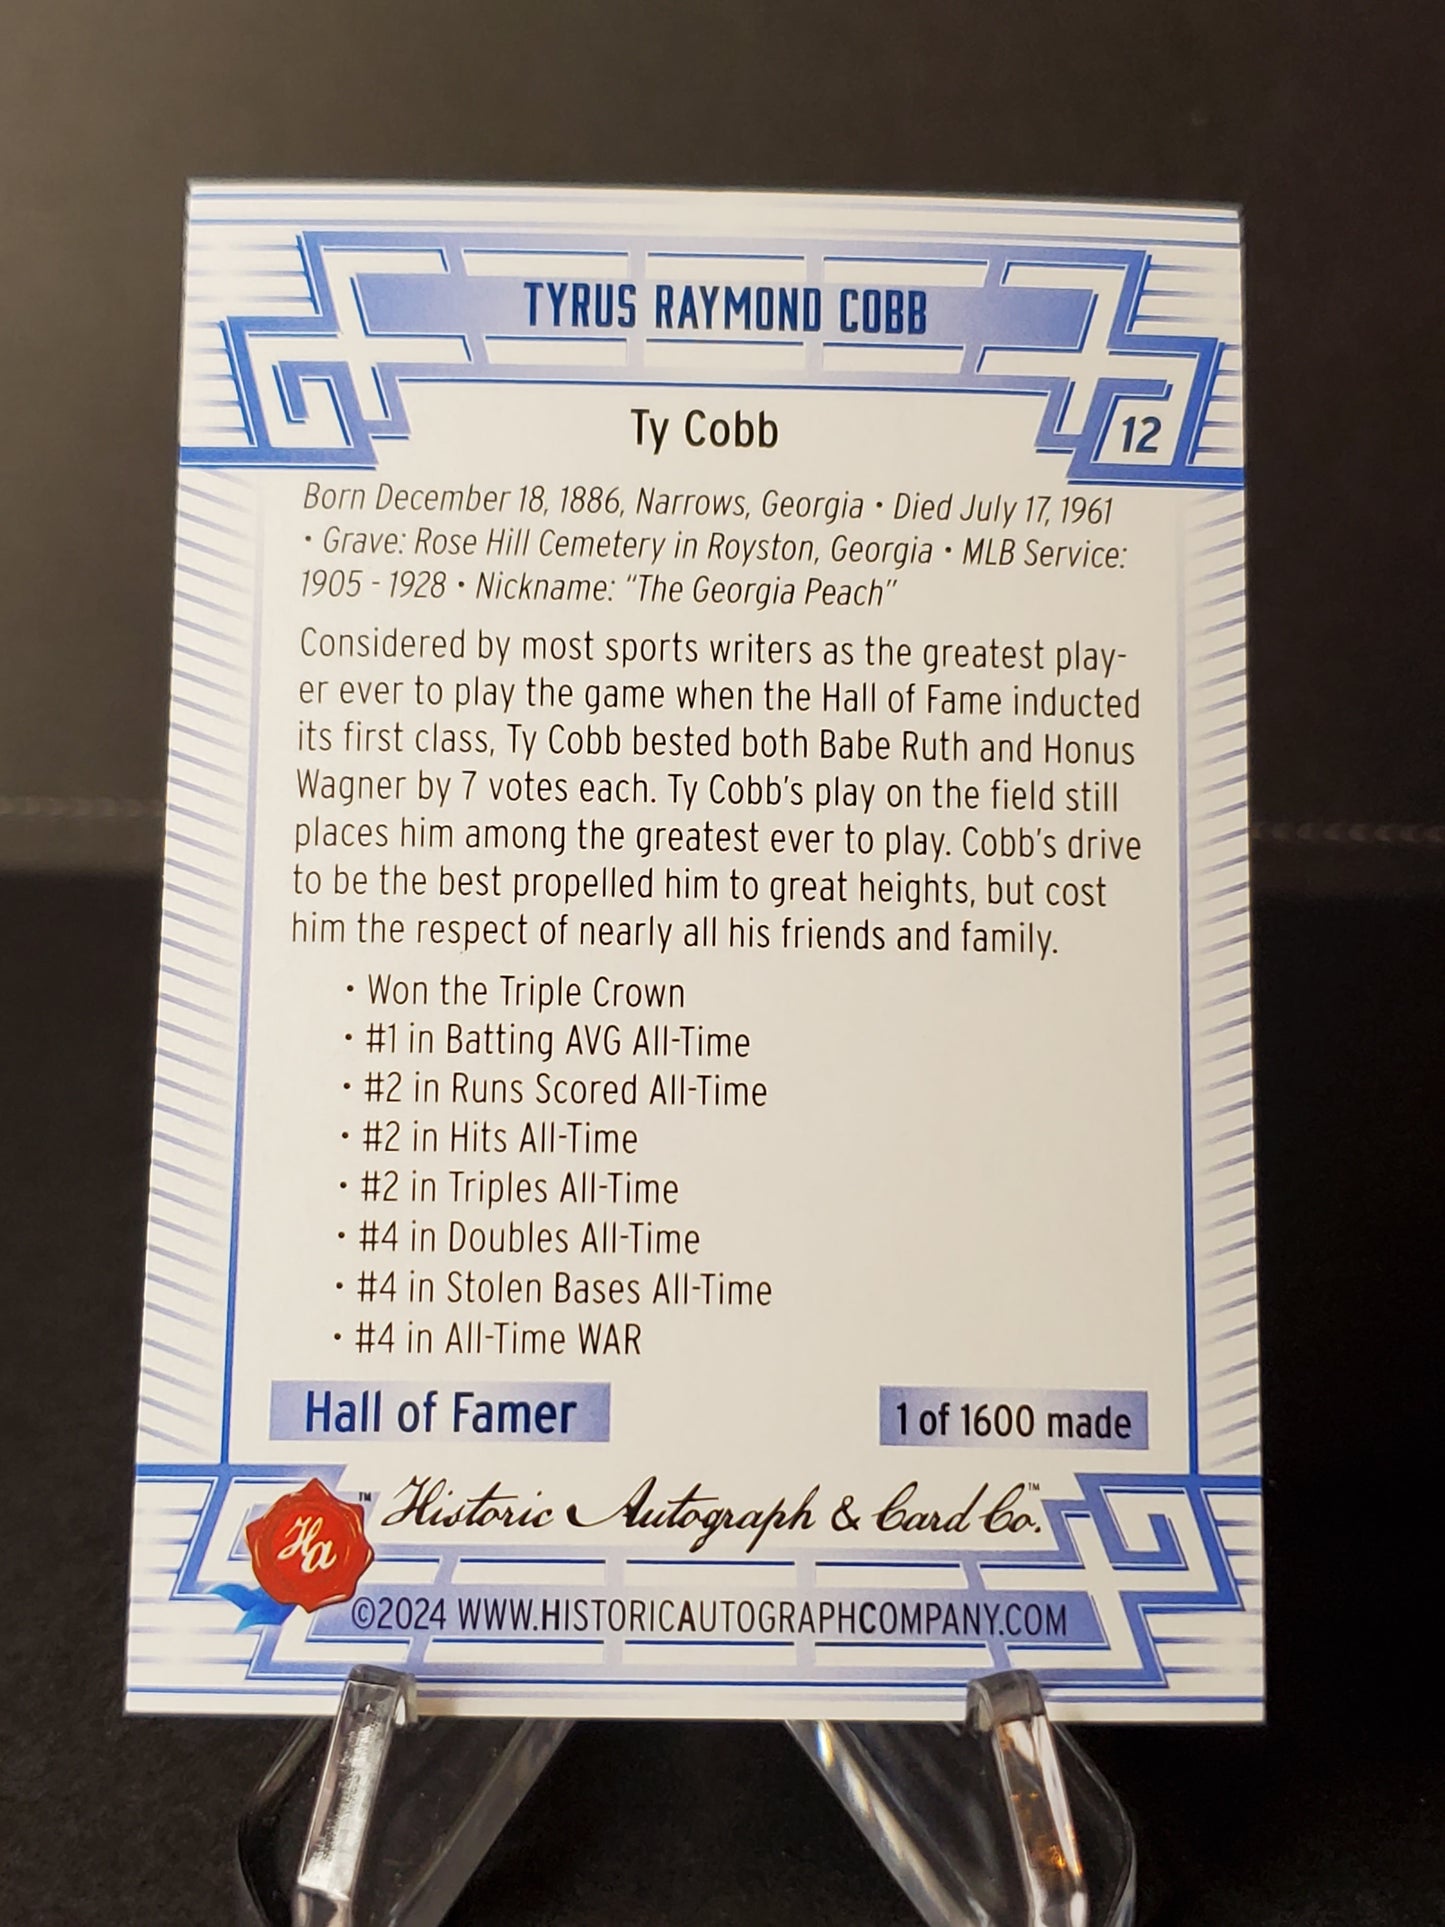 TYRUS RAYMOND COBB
Ty Cobb
12
Born December 18, 1886, Narrows, Georgia • Died July 17, 1961
• Grave: Rose Hill Cemetery in Royston, Georgia • MLB Service:
1905 - 1928 • Nickname: “The Georgia Peach”
Considered by most sports writers as the greatest play-
er ever to play the game when the Hall of Fame inducted
its first class, Ty Cobb bested both Babe Ruth and Honus
Wagner by 7 votes each. Ty Cobb's play on the field still
places him among the greatest ever to play. Cobb's drive
to be the best propelled him to great heights, but cost
him the respect of nearly all his friends and family.
• Won the Triple Crown
• #1 in Batting AVG All-Time
• #2 in Runs Scored All-Time
• #2 in Hits All-Time
• #2 in Triples All-Time
• #4 in Doubles All-Time
• #4 in Stolen Bases All-Time
• #4 in All-Time WAR
Hall of Famer
1 of 1600 made
Ha ™ Historic Autograph & Card Co.™
©2024 WWW.HISTORICAUTOGRAPHCOMPANY.COM